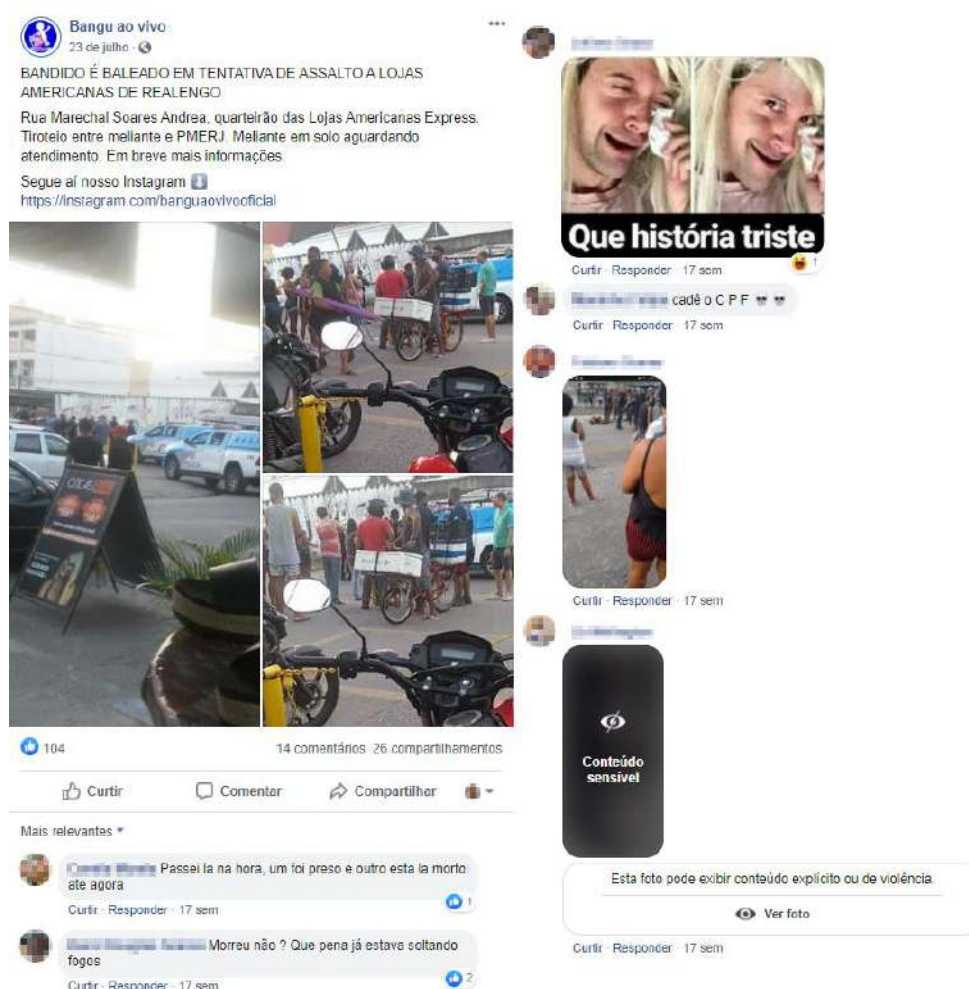 Bangu ao vivo
23 de julho ·
BANDIDO É BALEADO EM TENTATIVA DE ASSALTO A LOJAS
AMERICANAS DE REALENGO
Rua Marechal Soares Andrea, quarteirão das Lojas Americanas Express.
Tiroteio entre meliante e PMERJ. Meliante em solo aguardando
atendimento. Em breve mais informações
Segue aí nosso Instagram ⬇️
https://instagram.com/banguaovivooficial
104
14 comentários 26 compartilhamentos
Curtir
Comentar
Compartilhar
Mais relevantes
Passei la na hora, um foi preso e outro esta la morto
ate agora
Curtir · Responder · 17 sem
1
Morreu não ? Que pena já estava soltando
fogos
Curtir · Responder · 17 sem
2
Que história triste
Curtir · Responder · 17 sem
1
cadê o C P F ☠ ☠
Curtir · Responder · 17 sem
Curtir · Responder · 17 sem
Conteúdo
sensível
Esta foto pode exibir conteúdo explícito ou de violência.
Ver foto
Curtir · Responder · 17 sem